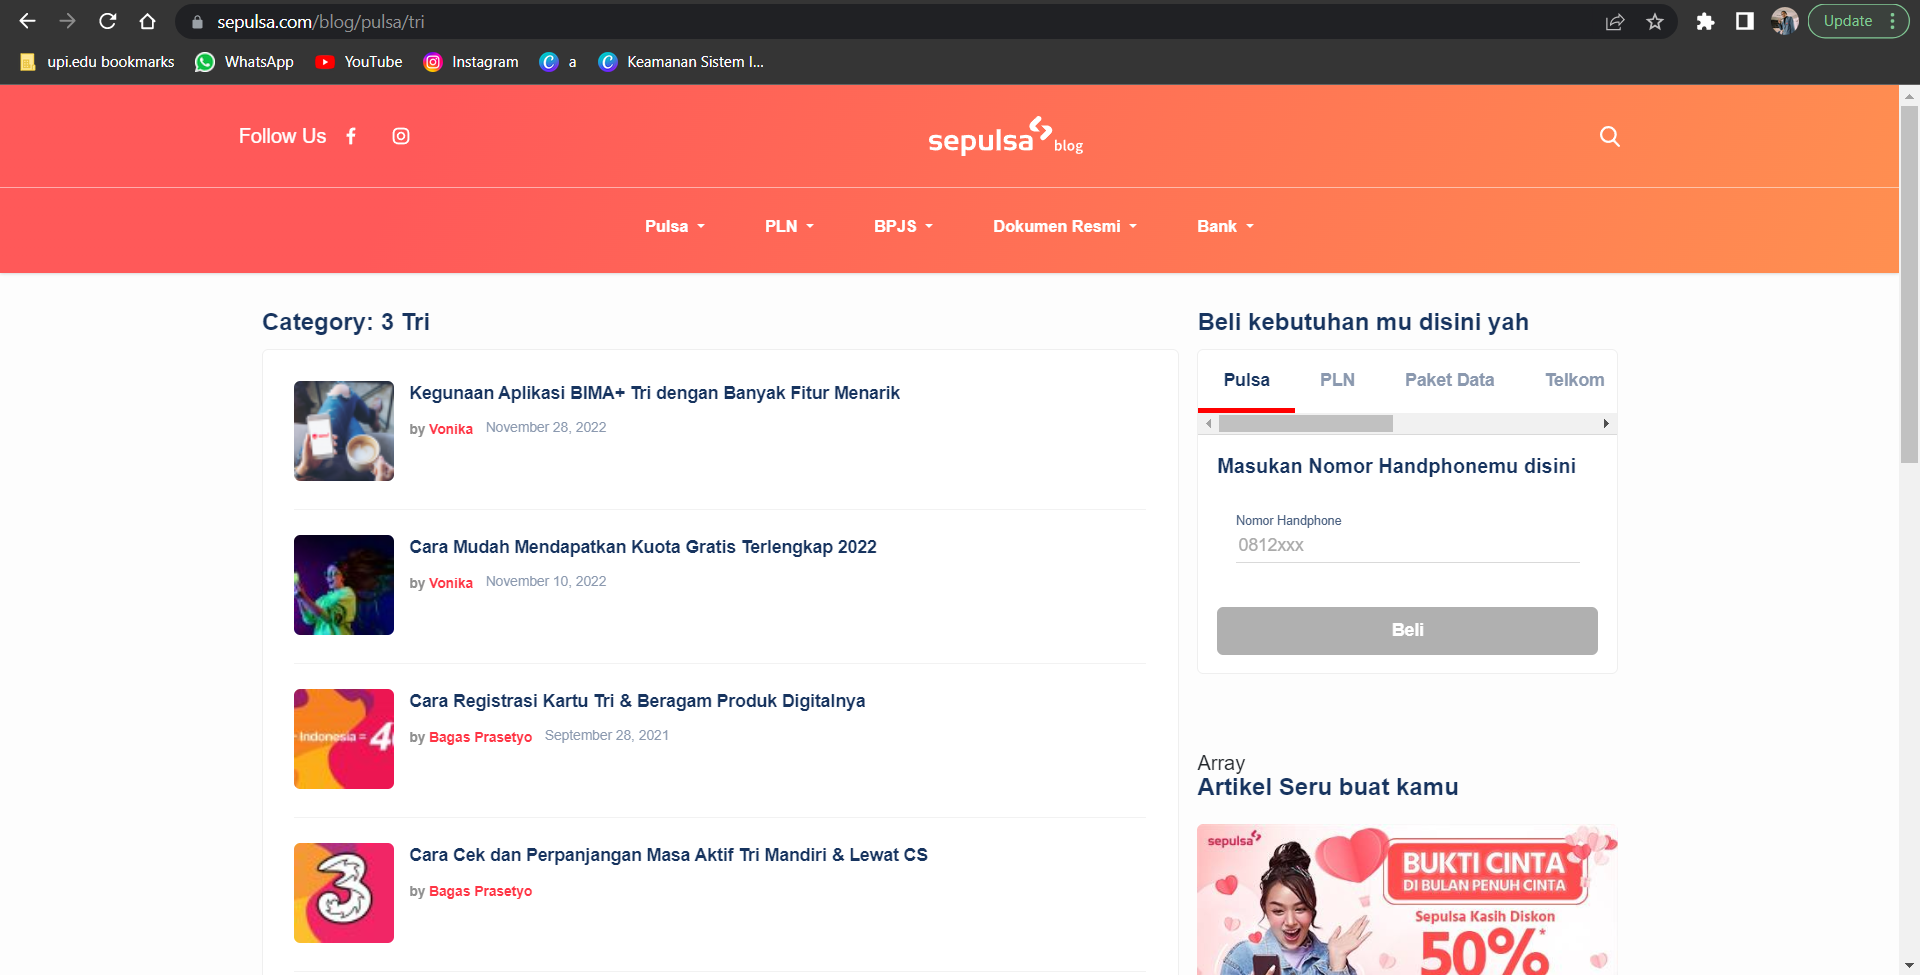 sepulsa.com/blog/pulsa/tri
Update
upi.edu bookmarks
WhatsApp
YouTube
Instagram
a
Keamanan Sistem I...
Follow Us
sepulsa blog
Pulsa
PLN
BPJS
Dokumen Resmi
Bank
Category: 3 Tri
Kegunaan Aplikasi BIMA+ Tri dengan Banyak Fitur Menarik
by Vonika November 28, 2022
Cara Mudah Mendapatkan Kuota Gratis Terlengkap 2022
by Vonika November 10, 2022
Indonesia = 4
Cara Registrasi Kartu Tri & Beragam Produk Digitalnya
by Bagas Prasetyo September 28, 2021
3
Cara Cek dan Perpanjangan Masa Aktif Tri Mandiri & Lewat CS
by Bagas Prasetyo
Beli kebutuhan mu disini yah
Pulsa
PLN
Paket Data
Telkom
Masukan Nomor Handphonemu disini
Nomor Handphone
0812xxx
Beli
Array
Artikel Seru buat kamu
sepulsa
BUKTI CINTA
DI BULAN PENUH CINTA
Sepulsa Kasih Diskon
50%*